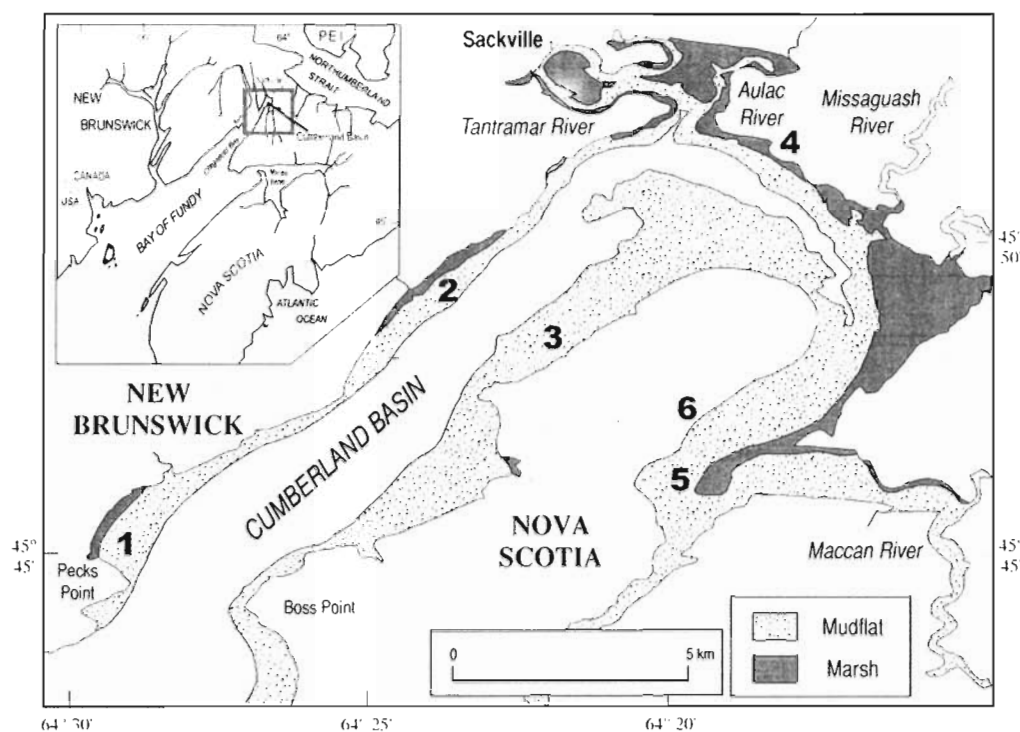 64°
PEI
NORTHUMBERLAND
STRAIT
NEW
BRUNSWICK
Cumberland Basin
CANADA
USA
BAY OF FUNDY
45°
NOVA SCOTIA
ATLANTIC
OCEAN
Sackville
Tantramar River
Aulac
River
Missaguash
River
4
2
3
6
5
1
45°
50'
NEW
BRUNSWICK
CUMBERLAND BASIN
NOVA
SCOTIA
45°
45'
Pecks
Point
Boss Point
Maccan River
45°
45'
0
5 km
Mudflat
Marsh
64° 30'
64° 25'
64° 20'